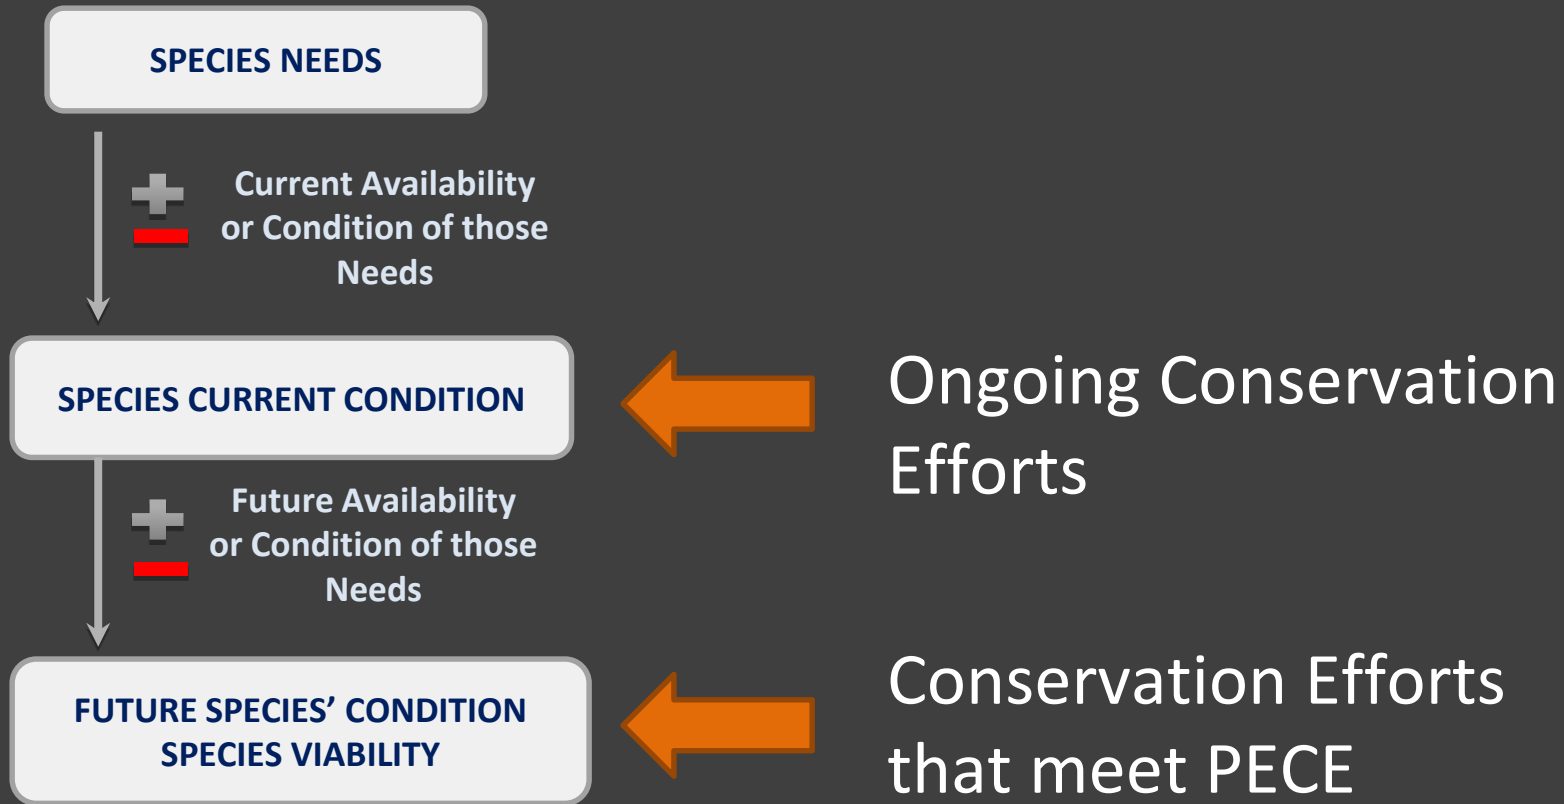 SPECIES NEEDS
Current Availability
or Condition of those
Needs
SPECIES CURRENT CONDITION
Ongoing Conservation
Efforts
Future Availability
or Condition of those
Needs
FUTURE SPECIES’ CONDITION
SPECIES VIABILITY
Conservation Efforts
that meet PECE